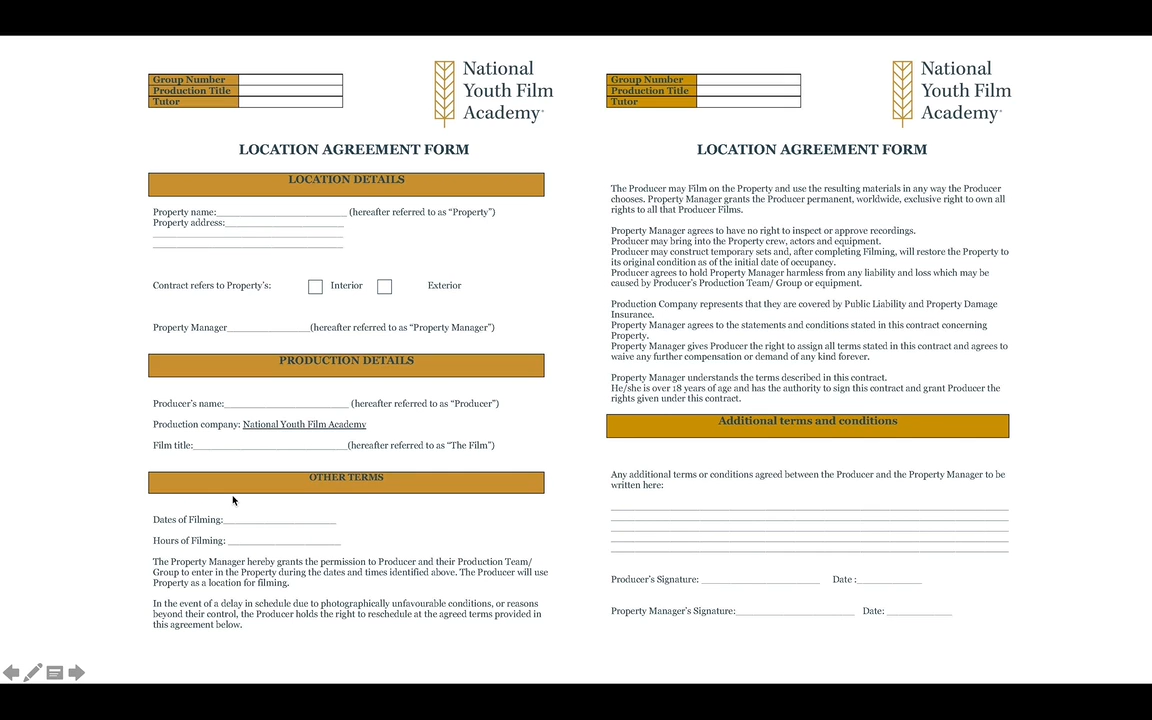 Group Number
Production Title
Tutor
National
Youth Film
Academy
LOCATION AGREEMENT FORM
LOCATION DETAILS
Property name:__________________________ (hereafter referred to as “Property”)
Property address:________________________
Contract refers to Property’s: Interior Exterior
Property Manager_________________(hereafter referred to as “Property Manager”)
PRODUCTION DETAILS
Producer’s name:_________________________ (hereafter referred to as “Producer”)
Production company: National Youth Film Academy
Film title:_______________________________(hereafter referred to as “The Film”)
OTHER TERMS
Dates of Filming:_______________________
Hours of Filming: _______________________
The Property Manager hereby grants the permission to Producer and their Production Team/
Group to enter in the Property during the dates and times identified above. The Producer will use
Property as a location for filming.
In the event of a delay in schedule due to photographically unfavourable conditions, or reasons
beyond their control, the Producer holds the right to reschedule at the agreed terms provided in
this agreement below.
Group Number
Production Title
Tutor
National
Youth Film
Academy
LOCATION AGREEMENT FORM
The Producer may Film on the Property and use the resulting materials in any way the Producer
chooses. Property Manager grants the Producer permanent, worldwide, exclusive right to own all
rights to all that Producer Films.
Property Manager agrees to have no right to inspect or approve recordings.
Producer may bring into the Property crew, actors and equipment.
Producer may construct temporary sets and, after completing Filming, will restore the Property to
its original condition as of the initial date of occupancy.
Producer agrees to hold Property Manager harmless from any liability and loss which may be
caused by Producer’s Production Team/ Group or equipment.
Production Company represents that they are covered by Public Liability and Property Damage
Insurance.
Property Manager agrees to the statements and conditions stated in this contract concerning
Property.
Property Manager gives Producer the right to assign all terms stated in this contract and agrees to
waive any further compensation or demand of any kind forever.
Property Manager understands the terms described in this contract.
He/she is over 18 years of age and has the authority to sign this contract and grant Producer the
rights given under this contract.
Additional terms and conditions
Any additional terms or conditions agreed between the Producer and the Property Manager to be
written here:
Producer’s Signature: ________________________ Date :_____________
Property Manager’s Signature:________________________ Date: _____________